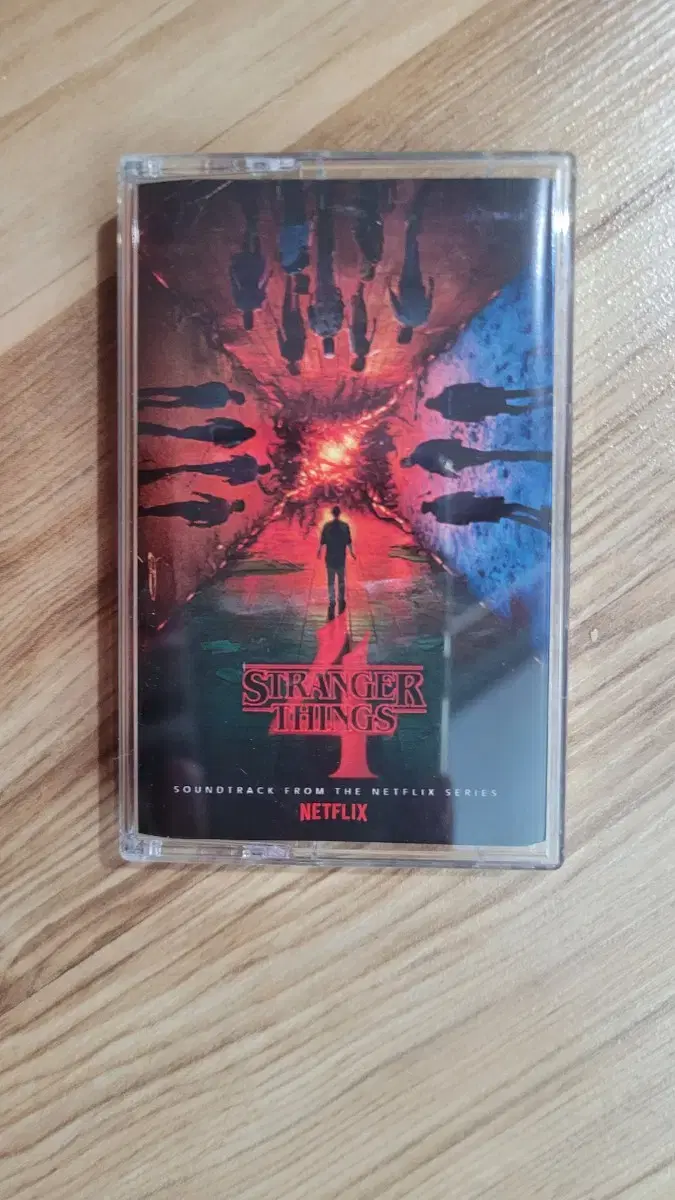 4
STRANGER
THINGS
SOUNDTRACK FROM THE NETFLIX SERIES
NETFLIX